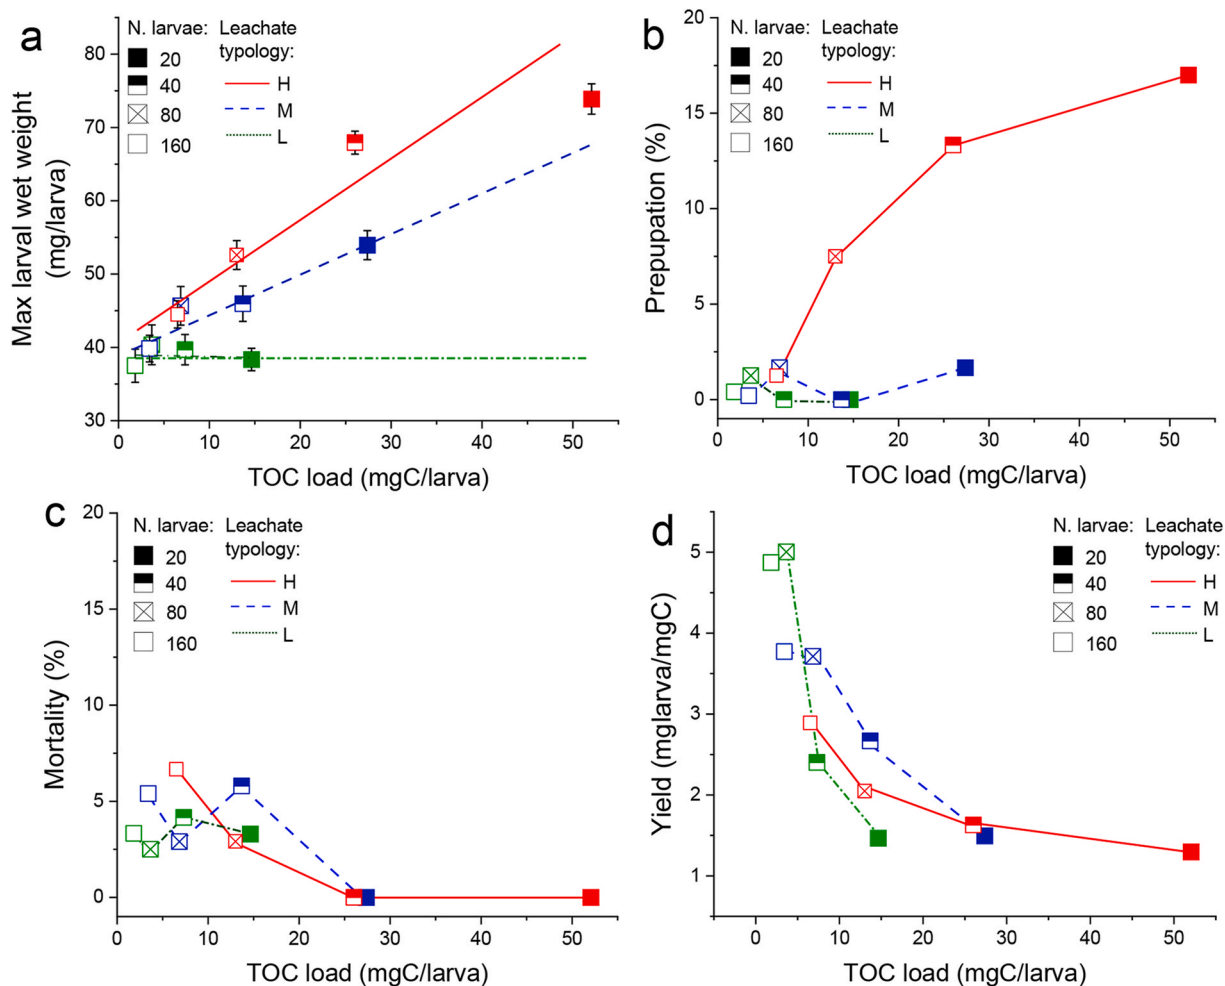 a
N. larvae: Leachate
typology:
20
40
80
160
H
M
L
80
70
60
50
40
30
0 10 20 30 40 50
Max larval wet weight
(mg/larva)
TOC load (mgC/larva)
b
N. larvae: Leachate
typology:
20
40
80
160
H
M
L
20
15
10
5
0
0 10 20 30 40 50
Prepupation (%)
TOC load (mgC/larva)
c
N. larvae: Leachate
typology:
20
40
80
160
H
M
L
20
15
10
5
0
0 10 20 30 40 50
Mortality (%)
TOC load (mgC/larva)
d
N. larvae: Leachate
typology:
20
40
80
160
H
M
L
5
4
3
2
1
0 10 20 30 40 50
Yield (mglarva/mgC)
TOC load (mgC/larva)